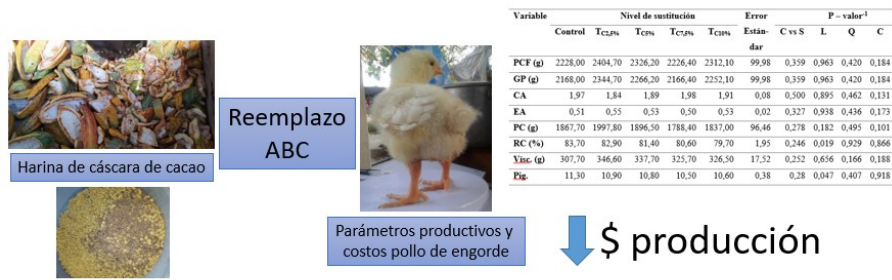 Harina de cáscara de cacao
Reemplazo
ABC
Parámetros productivos y
costos pollo de engorde
Variable Nivel de sustitución Error P – valor-¹
Control TC2,5% TC5% TC7,5% TC10% Están- C vs S L Q C
dar
PCF (g) 2228,00 2404,70 2326,20 2226,40 2312,10 99,98 0,359 0,963 0,420 0,184
GP (g) 2168,00 2344,70 2266,20 2166,40 2252,10 99,98 0,359 0,963 0,420 0,184
CA 1,97 1,84 1,89 1,98 1,91 0,08 0,500 0,895 0,462 0,131
EA 0,51 0,55 0,53 0,50 0,53 0,02 0,327 0,938 0,436 0,173
PC (g) 1867,70 1997,80 1896,50 1788,40 1837,00 96,46 0,278 0,182 0,495 0,101
RC (%) 83,70 82,90 81,40 80,60 79,70 1,95 0,246 0,019 0,929 0,866
Visc. (g) 307,70 346,60 337,70 325,70 326,50 17,52 0,252 0,656 0,166 0,188
Pig. 11,30 10,90 10,80 10,50 10,60 0,38 0,28 0,047 0,407 0,918
$ producción